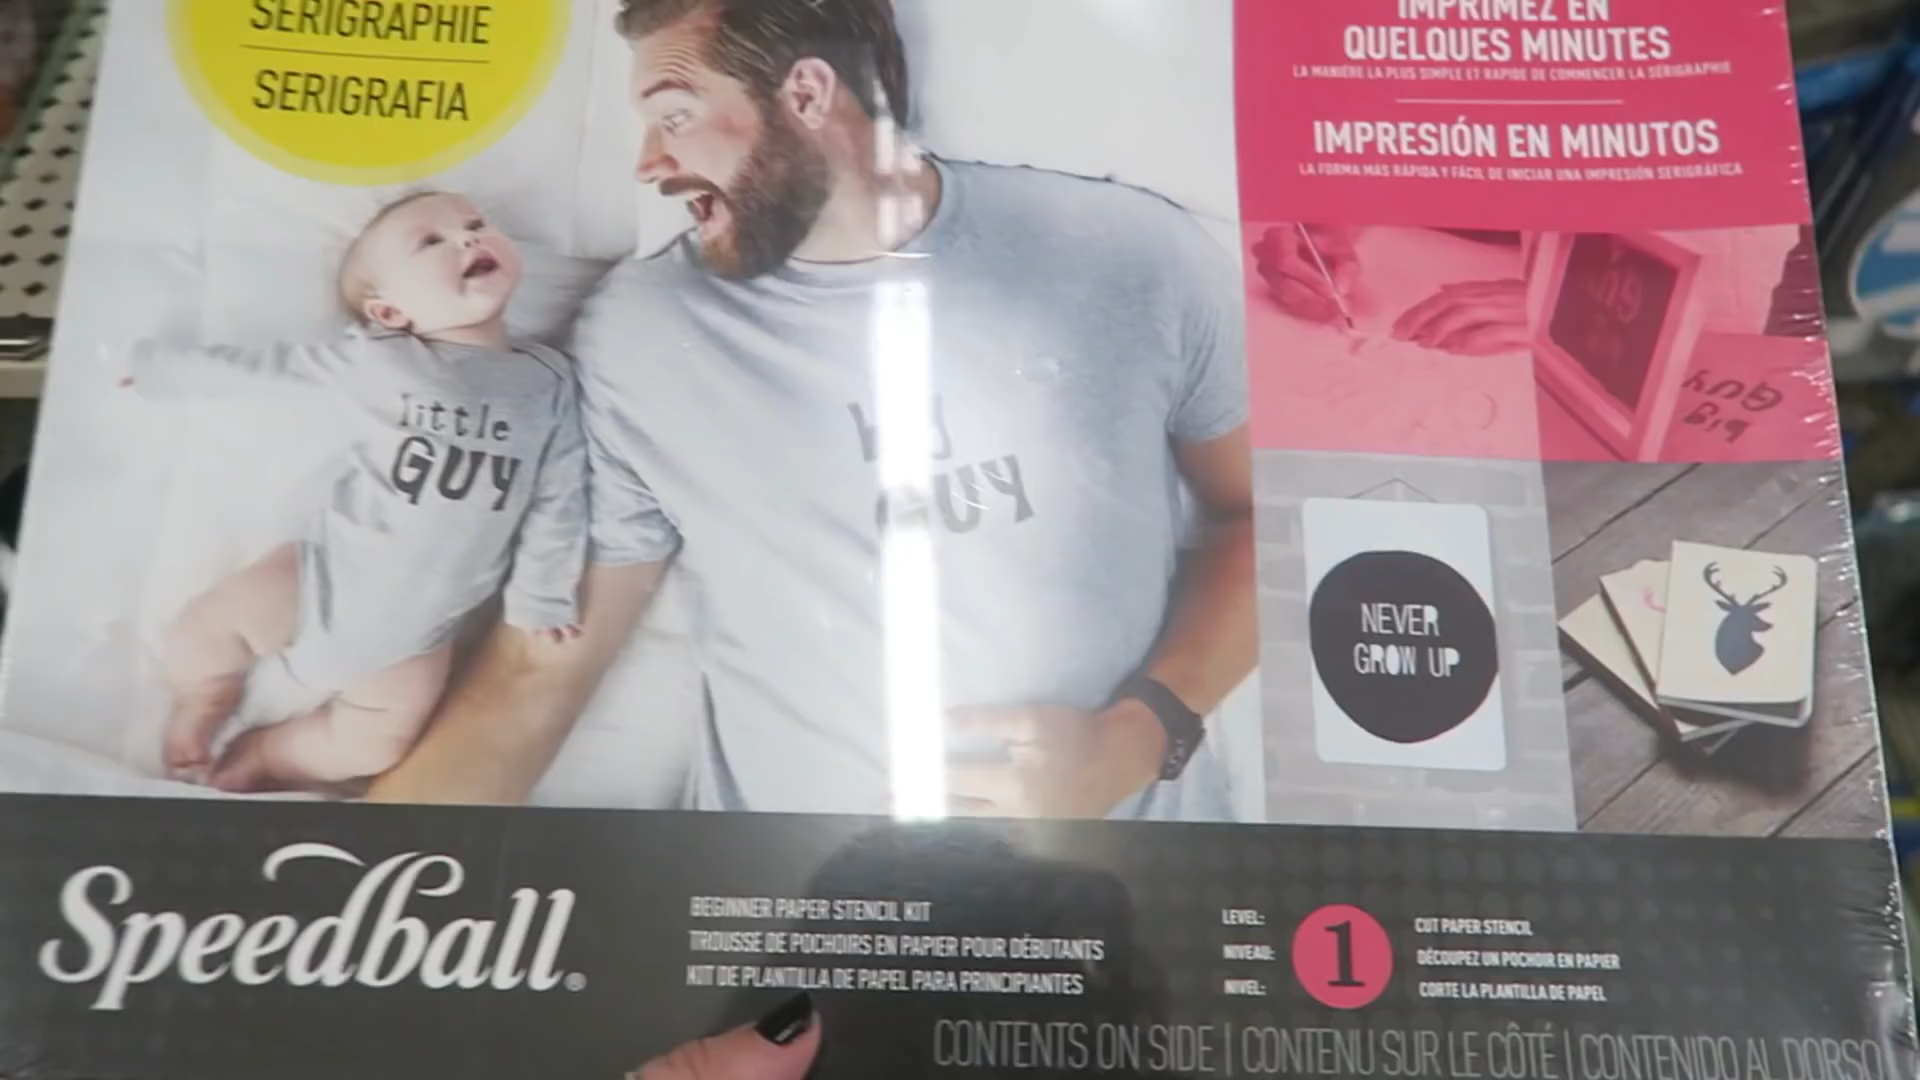 SÉRIGRAPHIE
SERIGRAFIA
IMPRIMEZ EN
QUELQUES MINUTES
LA MANIÈRE LA PLUS SIMPLE ET RAPIDE DE COMMENCER LA SÉRIGRAPHIE
IMPRESIÓN EN MINUTOS
LA FORMA MÁS RÁPIDA Y FÁCIL DE INICIAR UNA IMPRESIÓN SERIGRÁFICA
little
GUY
GUY
Big
GUY
NEVER
GROW UP
Speedball®
BEGINNER PAPER STENCIL KIT
TROUSSE DE POCHOIRS EN PAPIER POUR DÉBUTANTS
KIT DE PLANTILLA DE PAPEL PARA PRINCIPIANTES
LEVEL:
NIVEAU:
NIVEL:
1
CUT PAPER STENCIL
DÉCOUPEZ UN POCHOIR EN PAPIER
CORTE LA PLANTILLA DE PAPEL
CONTENTS ON SIDE | CONTENU SUR LE CÔTÉ | CONTENIDO AL DORSO